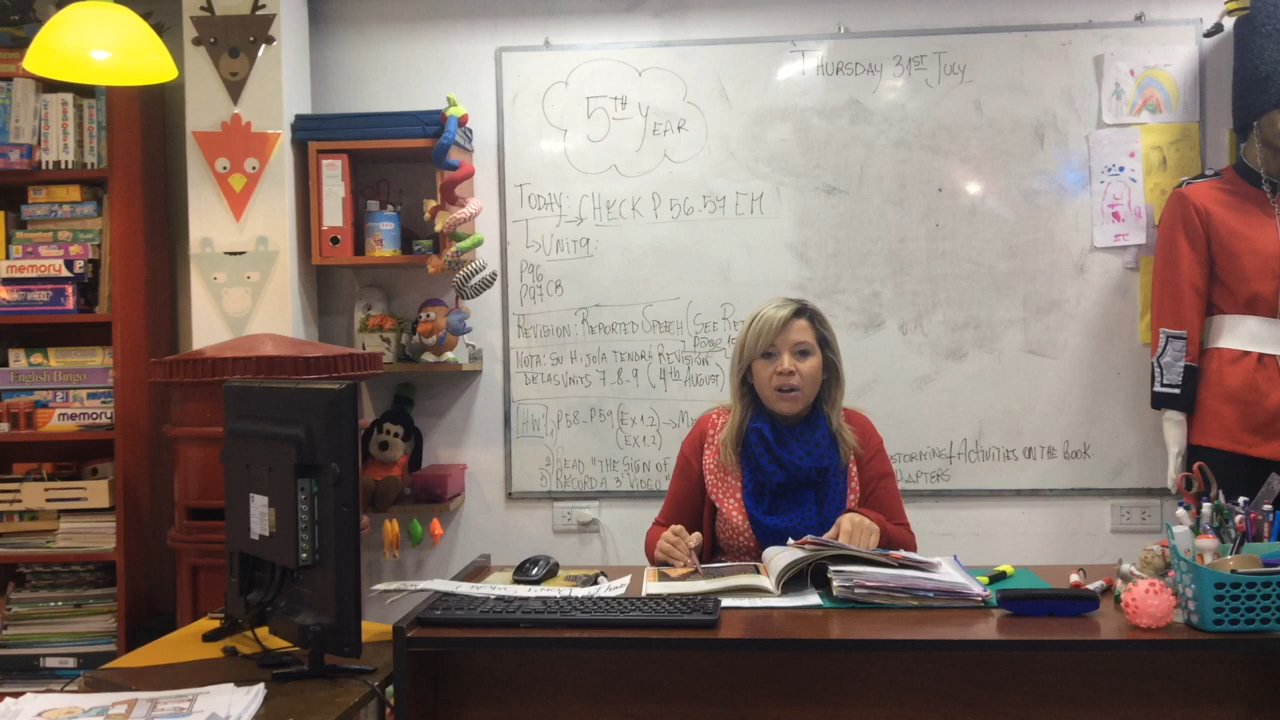 THURSDAY 31ST JULY
5TH YEAR
TODAY: CHECK P 56-57 EM
UNIT 9:
P96
P97 CB
REVISION: REPORTED SPEECH (SEE
PAGE
NOTA: SU HIJO/A TENDRÁ REVISIÓN
DE LAS UNITS 7-8-9 (4th AUGUST)
HW: P58-P59 (EX 1.2)
(EX 1.2)
ACTIVITIES ON THE BOOK.
READ "THE SIGN OF
3) RECORD A 3' VIDEO"
memory
English Bingo
memory